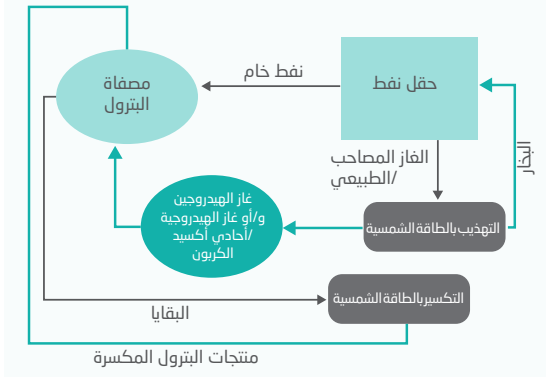 حقل نفط
نفط خام
مصفاة
البترول
البخار
الغاز المصاحب
/الطبيعي
غاز الهيدروجين
و/أو غاز الهيدروجية
/أحادي أكسيد
الكربون
التهذيب بالطاقة الشمسية
التكسير بالطاقة الشمسية
البقايا
منتجات البترول المكسرة